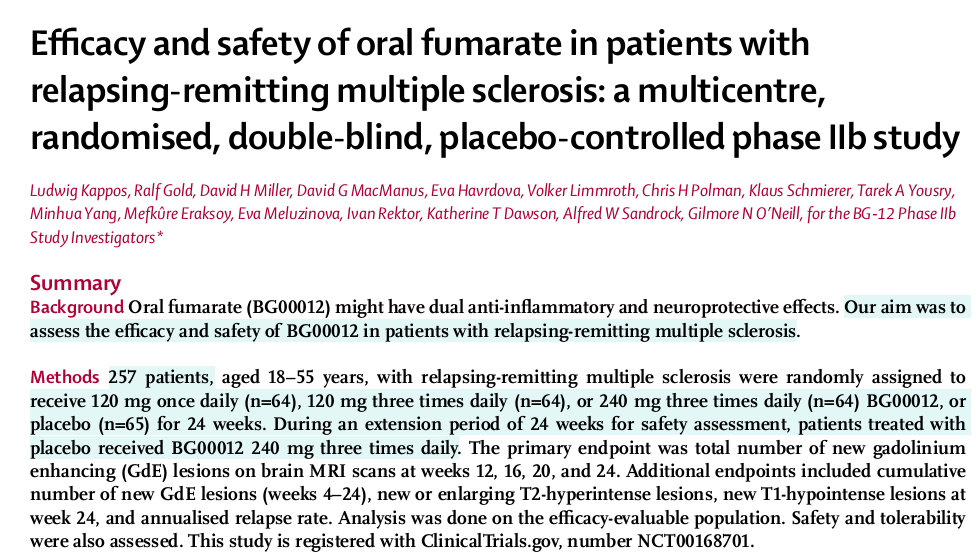 Efficacy and safety of oral fumarate in patients with
relapsing-remitting multiple sclerosis: a multicentre,
randomised, double-blind, placebo-controlled phase IIb study
Ludwig Kappos, Ralf Gold, David H Miller, David G MacManus, Eva Havrdova, Volker Limmroth, Chris H Polman, Klaus Schmierer, Tarek A Yousry,
Minhua Yang, Mefkûre Eraksoy, Eva Meluzinova, Ivan Rektor, Katherine T Dawson, Alfred W Sandrock, Gilmore N O'Neill, for the BG-12 Phase IIb
Study Investigators*
Summary
Background Oral fumarate (BG00012) might have dual anti-inflammatory and neuroprotective effects. Our aim was to
assess the efficacy and safety of BG00012 in patients with relapsing-remitting multiple sclerosis.
Methods 257 patients, aged 18–55 years, with relapsing-remitting multiple sclerosis were randomly assigned to
receive 120 mg once daily (n=64), 120 mg three times daily (n=64), or 240 mg three times daily (n=64) BG00012, or
placebo (n=65) for 24 weeks. During an extension period of 24 weeks for safety assessment, patients treated with
placebo received BG00012 240 mg three times daily. The primary endpoint was total number of new gadolinium
enhancing (GdE) lesions on brain MRI scans at weeks 12, 16, 20, and 24. Additional endpoints included cumulative
number of new GdE lesions (weeks 4–24), new or enlarging T2-hyperintense lesions, new T1-hypointense lesions at
week 24, and annualised relapse rate. Analysis was done on the efficacy-evaluable population. Safety and tolerability
were also assessed. This study is registered with ClinicalTrials.gov, number NCT00168701.